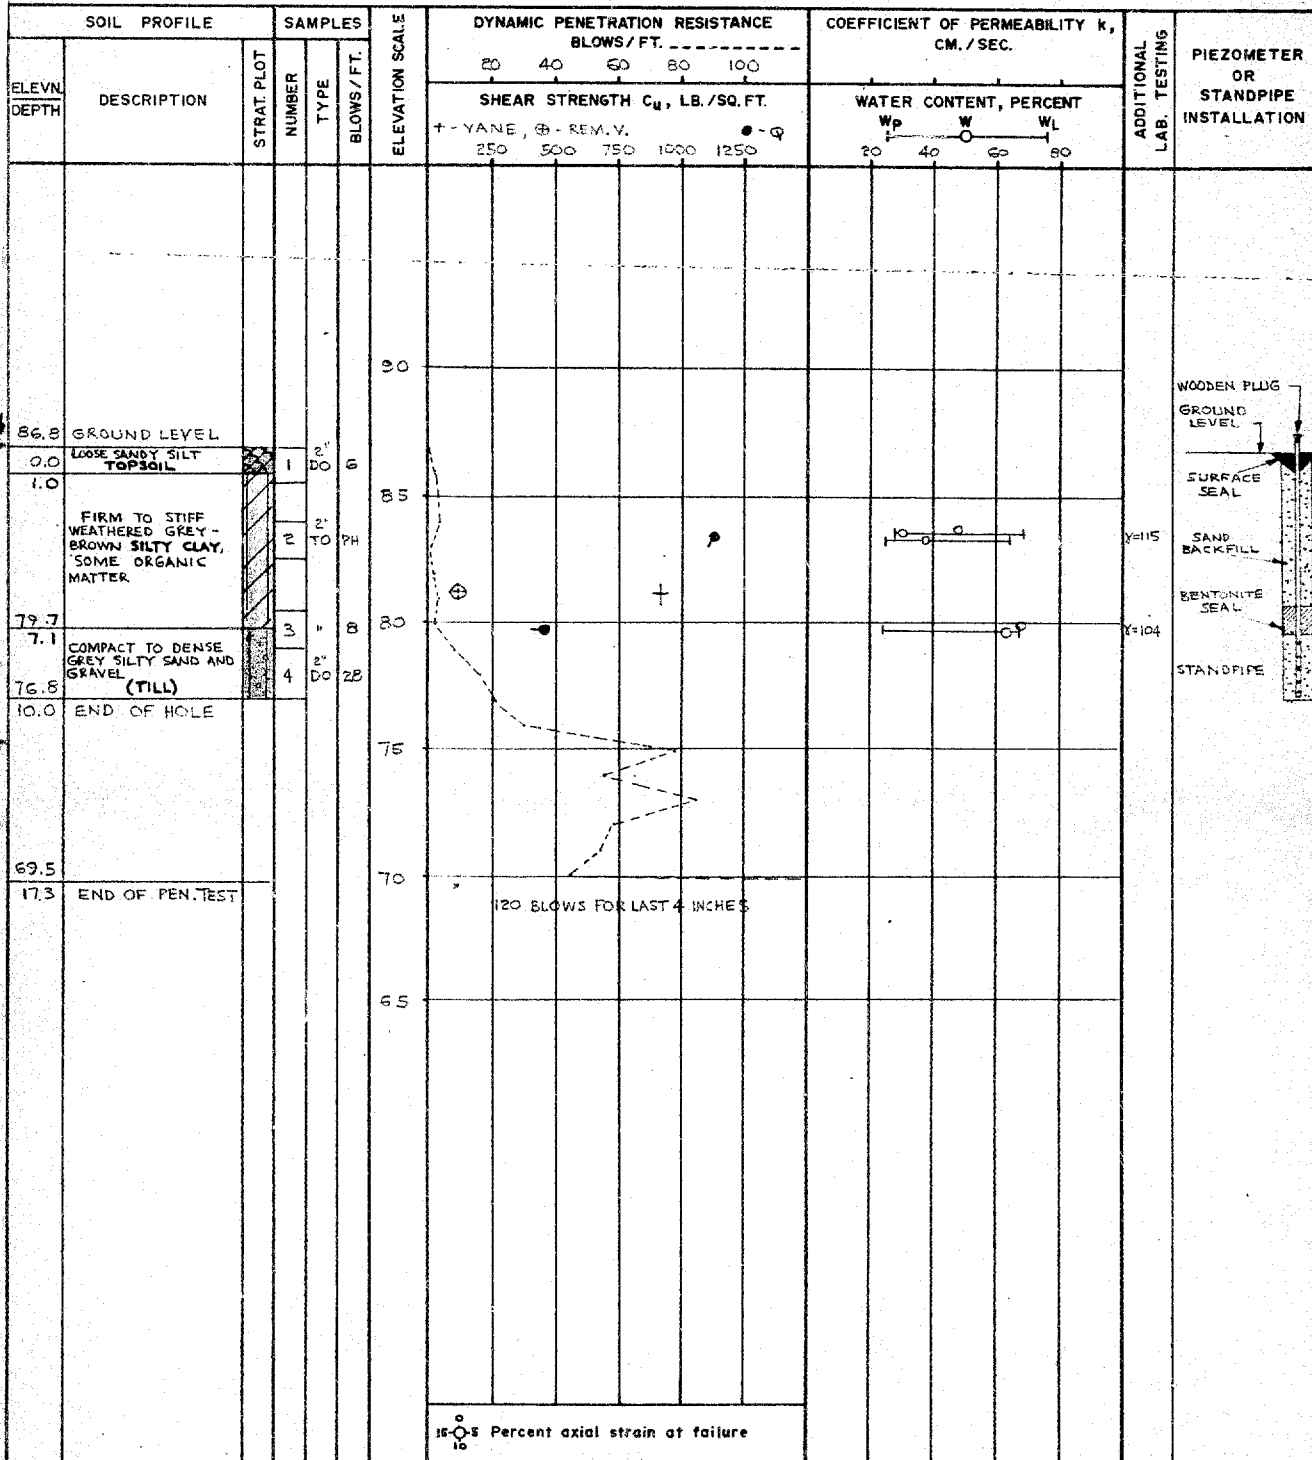 SOIL PROFILE
SAMPLES
ELEVATION SCALE
DYNAMIC PENETRATION RESISTANCE
BLOWS/FT. ------------
20 40 60 80 100
COEFFICIENT OF PERMEABILITY k,
CM./SEC.
ADDITIONAL
LAB. TESTING
PIEZOMETER
OR
STANDPIPE
INSTALLATION
ELEVN.
DEPTH
DESCRIPTION
STRAT. PLOT
NUMBER
TYPE
BLOWS/FT.
SHEAR STRENGTH Cu, LB./SQ.FT.
+ - VANE, ⊕ - REM.V.
250 500 750 1000 1250
WATER CONTENT, PERCENT
WP W WL
20 40 60 80
90
85
80
75
70
65
86.8 GROUND LEVEL
0.0
LOOSE SANDY SILT
TOPSOIL
1 2" DO 6
1.0
FIRM TO STIFF
WEATHERED GREY-
BROWN SILTY CLAY,
SOME ORGANIC
MATTER
2 2" TO PH
79.7
7.1
3 " 8
COMPACT TO DENSE
GREY SILTY SAND AND
GRAVEL
(TILL)
4 2" DO 28
76.8
10.0 END OF HOLE
69.5
17.3 END OF PEN. TEST
120 BLOWS FOR LAST 4 INCHES
γ=115
γ=104
WOODEN PLUG
GROUND
LEVEL
SURFACE
SEAL
SAND
BACKFILL
BENTONITE
SEAL
STANDPIPE
0
15 5 Percent axial strain at failure
10